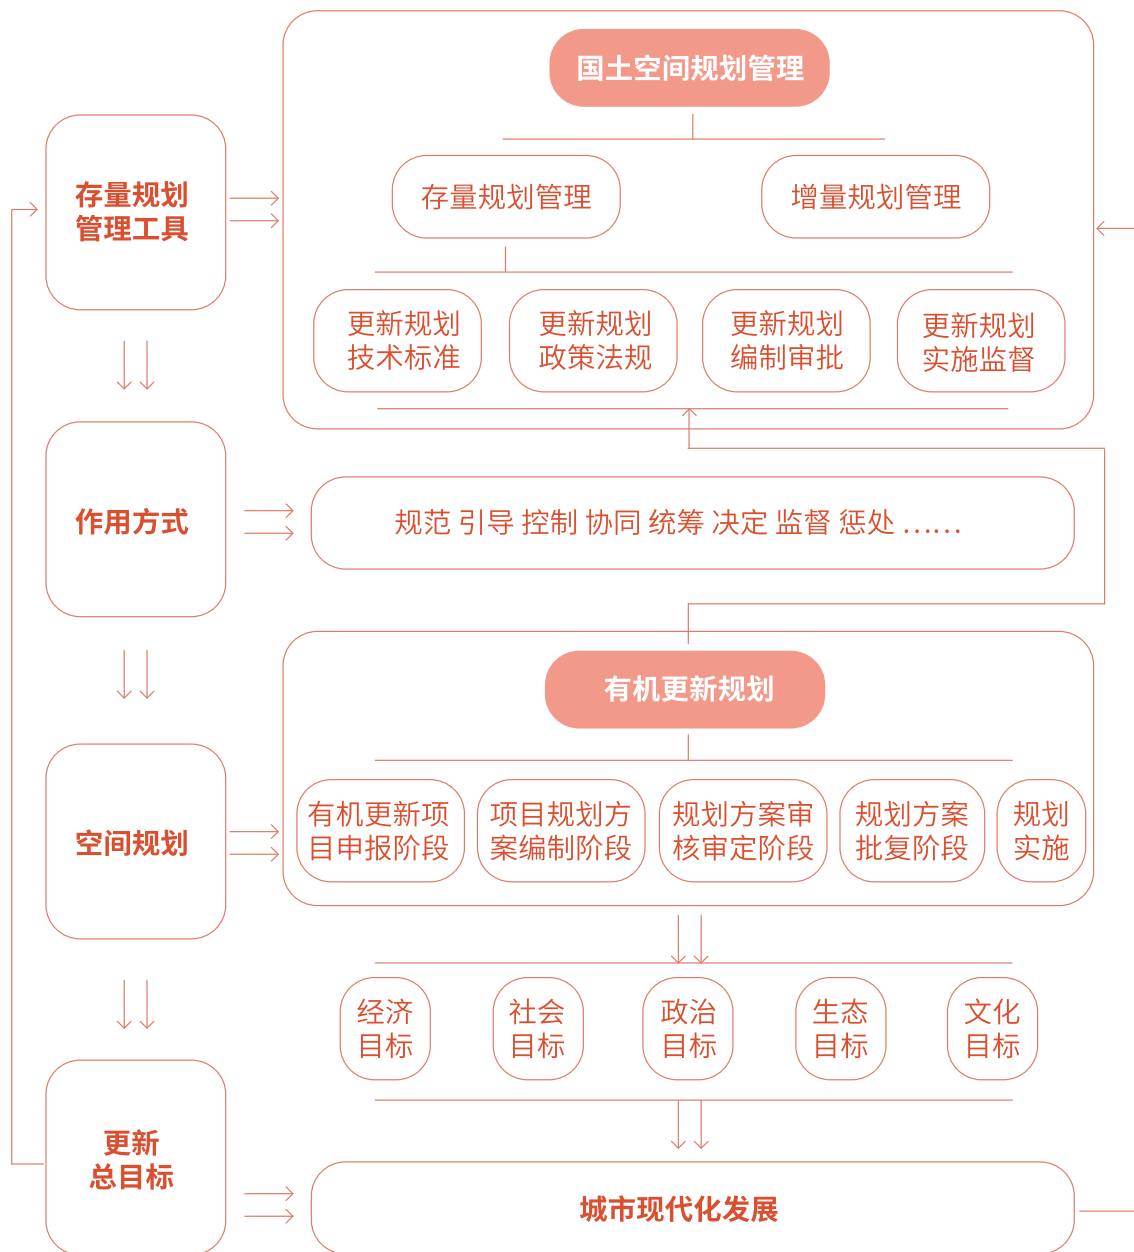 国土空间规划管理
存量规划
管理工具
存量规划管理
增量规划管理
更新规划
技术标准
更新规划
政策法规
更新规划
编制审批
更新规划
实施监督
作用方式
规范 引导 控制 协同 统筹 决定 监督 惩处 ……
有机更新规划
空间规划
有机更新项
目申报阶段
项目规划方
案编制阶段
规划方案审
核审定阶段
规划方案
批复阶段
规划
实施
经济
目标
社会
目标
政治
目标
生态
目标
文化
目标
更新
总目标
城市现代化发展